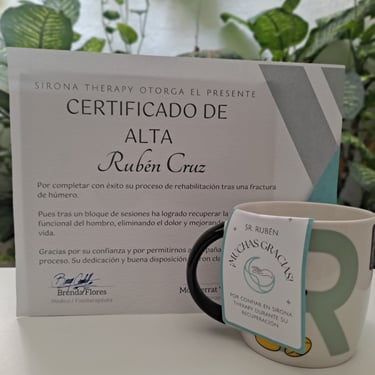 SIRONA THERAPY OTORGA EL PRESENTE
CERTIFICADO DE
ALTA
Rubén Cruz
Por completar con éxito su proceso de rehabilitación tras una fractura
de húmero.
Pues tras un bloque de sesiones ha logrado recuperar la
funcional del hombro, eliminando el dolor y mejorando
vida.
Gracias por su confianza y por permitirnos
proceso. Su dedicación y buena disposición
Brenda Flores
SR. RUBÉN
¡MUCHAS GRACIAS!
POR CONFIAR EN SIRONA
THERAPY DURANTE SU
RECUPERACIÓN
R